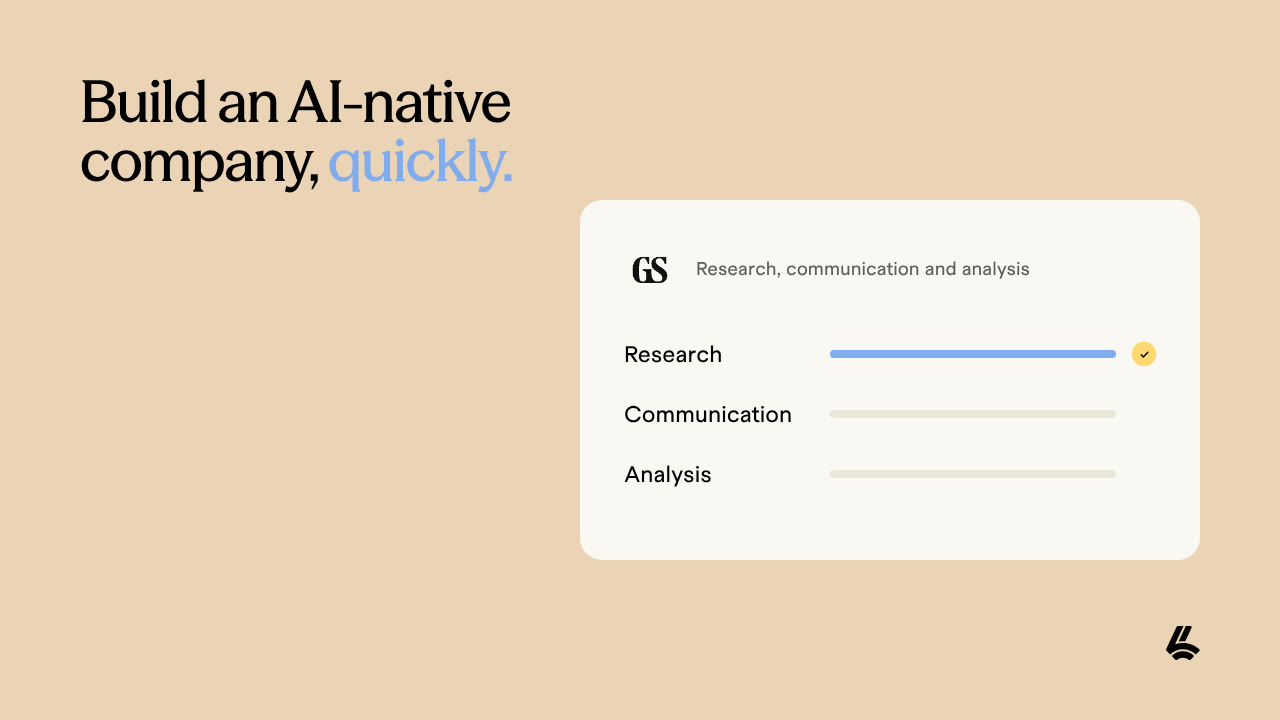 Build an AI-native
company, quickly.
GS Research, communication and analysis
Research
Communication
Analysis